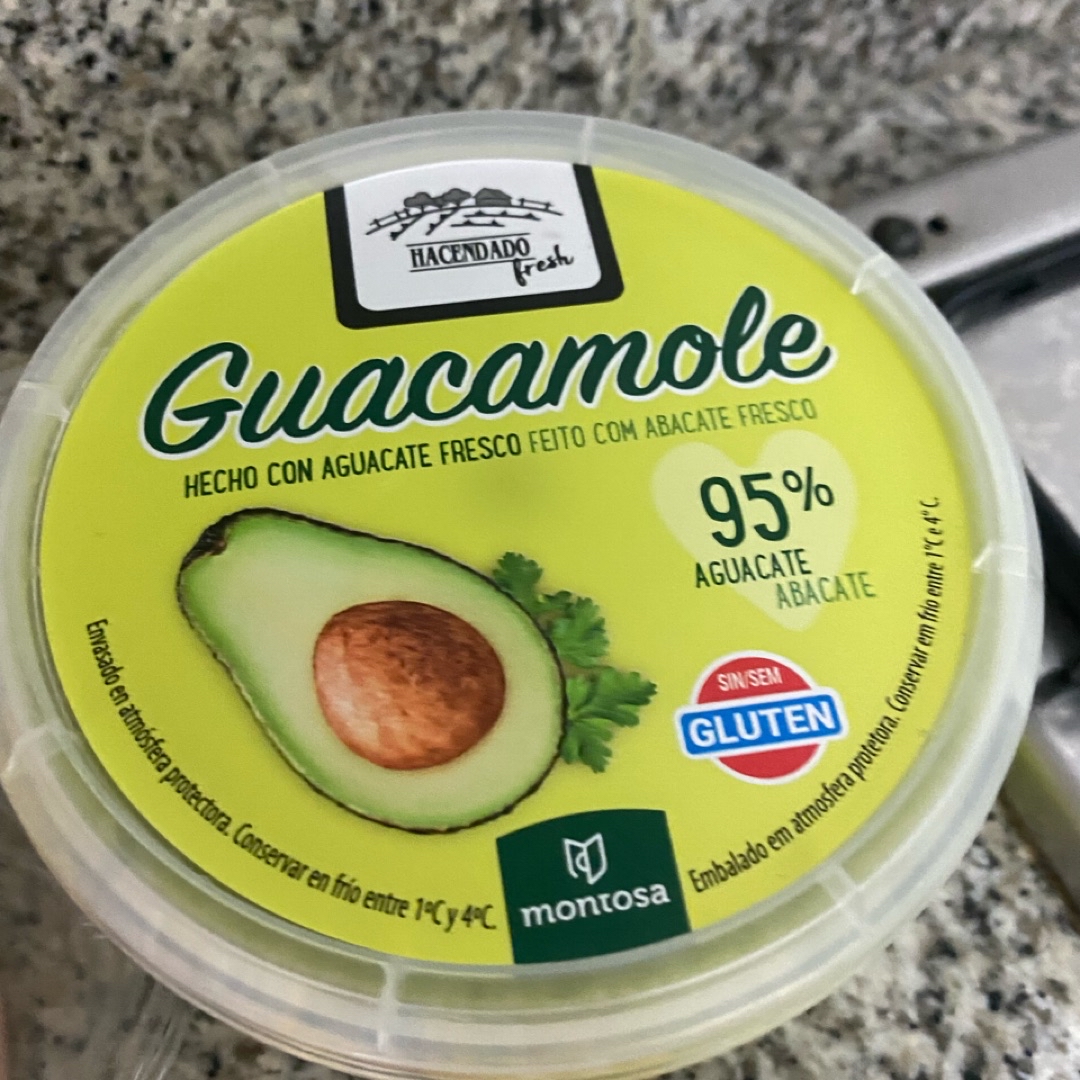 HACENDADO
fresh
Guacamole
HECHO CON AGUACATE FRESCO FEITO COM ABACATE FRESCO
95%
AGUACATE
ABACATE
SIN/SEM
GLUTEN
Envasado en atmósfera protectora. Conservar en frío entre 1ºC y 4ºC.
montosa
Embalado em atmosfera protetora. Conservar em frio entre 1ºC e 4ºC.